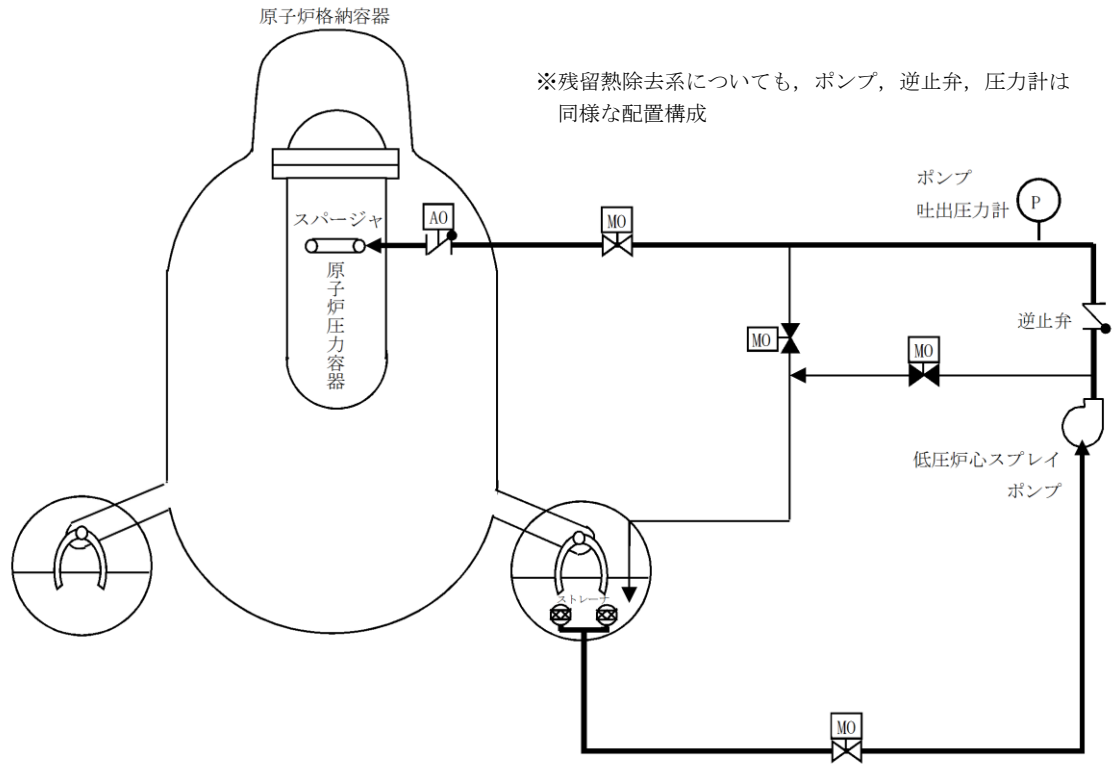 原子炉格納容器
※残留熱除去系についても，ポンプ，逆止弁，圧力計は
同様な配置構成
ポンプ
吐出圧力計
P
スパージャ
AO
MO
原子炉圧力容器
逆止弁
MO
MO
低圧炉心スプレイ
ポンプ
ストレーナ
MO